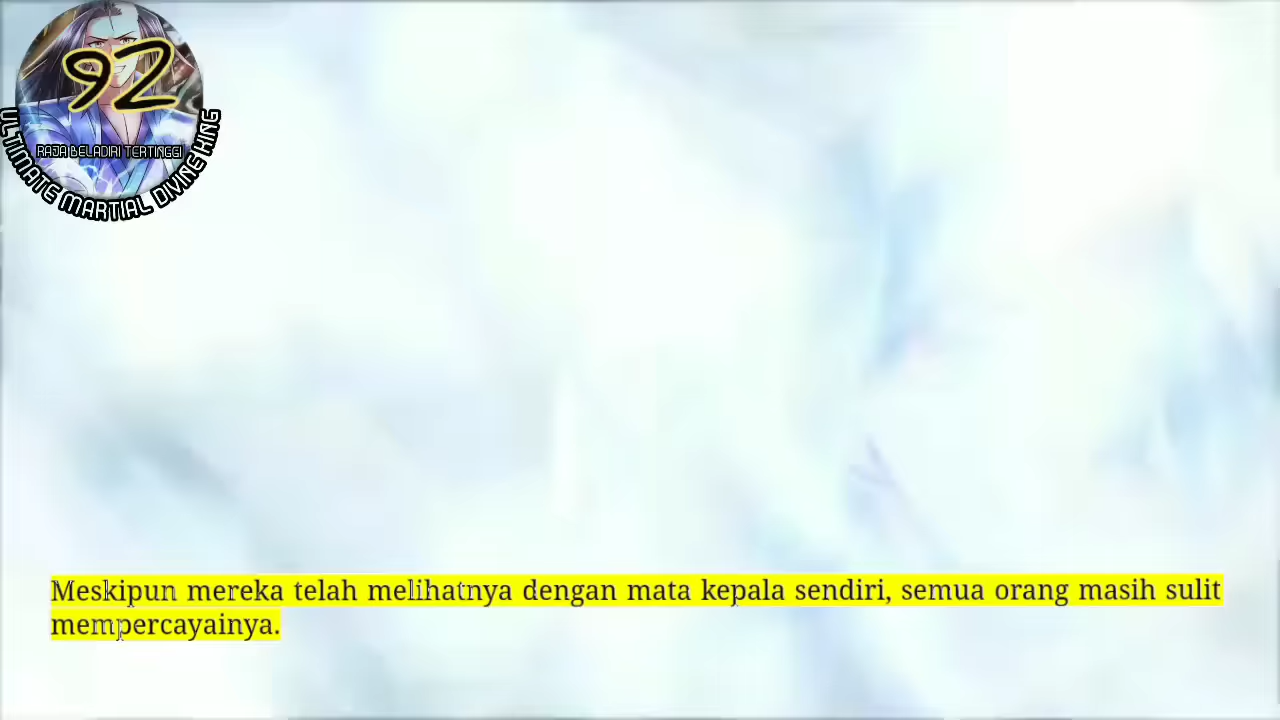 92
RAJA BELADIRI TERTINGGI
ULTIMATE MARTIAL DIVINE KING
Meskipun mereka telah melihatnya dengan mata kepala sendiri, semua orang masih sulit
mempercayainya.